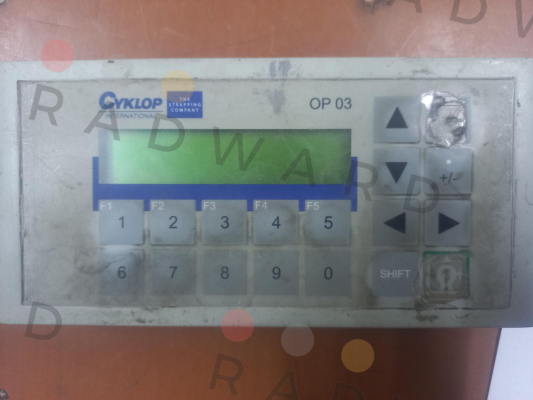 CYKLOP
INTERNATIONAL
THE
STRAPPING
COMPANY
OP 03
F1 F2 F3 F4 F5
1 2 3 4 5
+/-
6 7 8 9 0
SHIFT
RADWARD